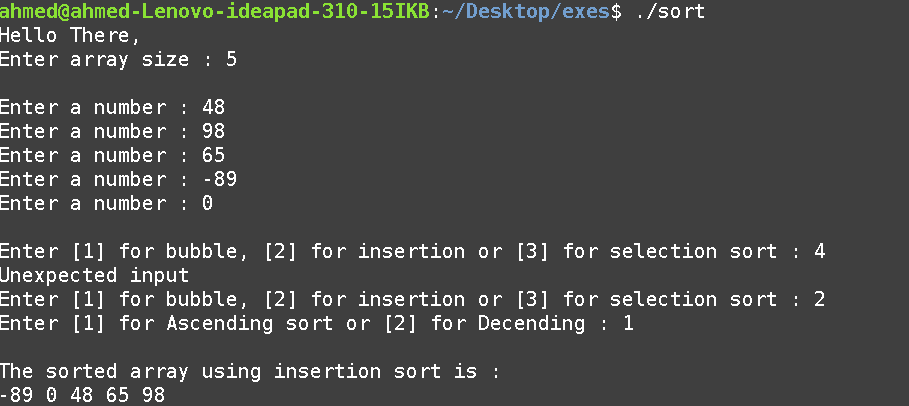 ahmed@ahmed-Lenovo-ideapad-310-15IKB:~/Desktop/exes$ ./sort
Hello There,
Enter array size : 5
Enter a number : 48
Enter a number : 98
Enter a number : 65
Enter a number : -89
Enter a number : 0
Enter [1] for bubble, [2] for insertion or [3] for selection sort : 4
Unexpected input
Enter [1] for bubble, [2] for insertion or [3] for selection sort : 2
Enter [1] for Ascending sort or [2] for Decending : 1
The sorted array using insertion sort is :
-89 0 48 65 98